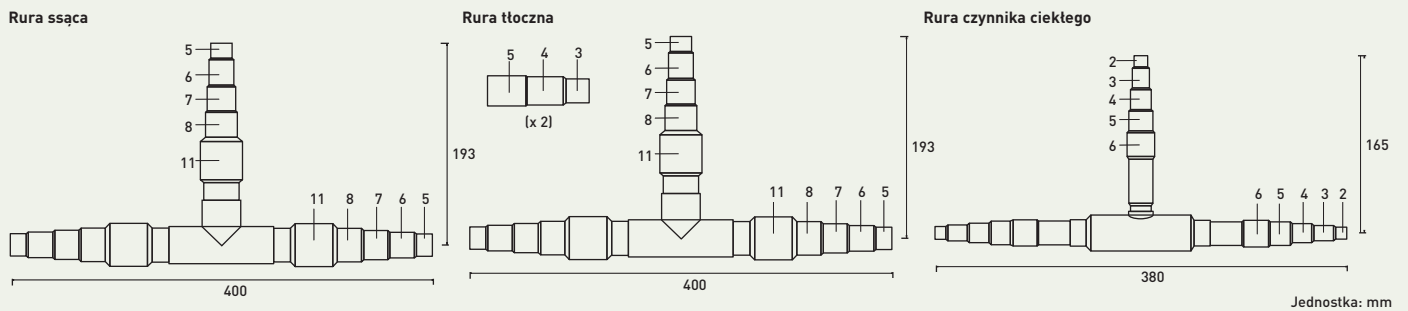 Rura ssąca
5
6
7
8
11
193
11 8 7 6 5
400
Rura tłoczna
5 4 3
(x 2)
5
6
7
8
11
193
11 8 7 6 5
400
Rura czynnika ciekłego
2
3
4
5
6
165
6 5 4 3 2
380
Jednostka: mm